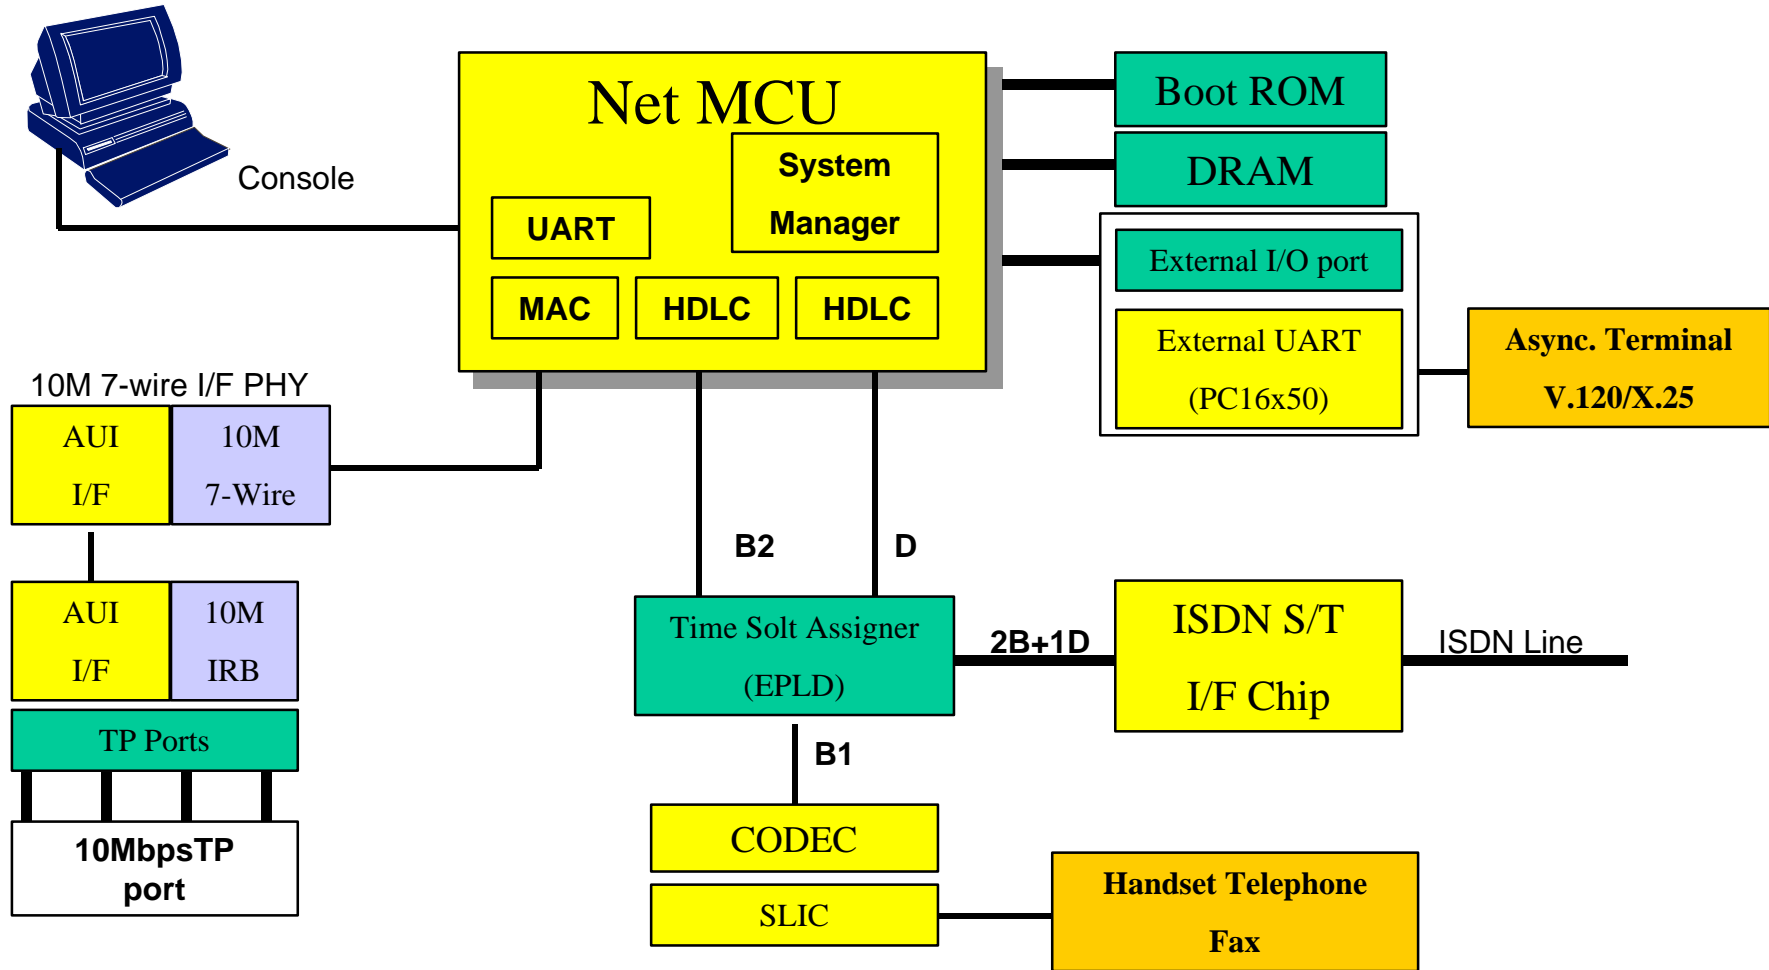 Net MCU
Boot ROM
System
Manager
DRAM
Console
UART
External I/O port
MAC
HDLC
HDLC
External UART
(PC16x50)
Async. Terminal
V.120/X.25
10M 7-wire I/F PHY
AUI
I/F
10M
7-Wire
B2
D
AUI
I/F
10M
IRB
Time Solt Assigner
(EPLD)
2B+1D
ISDN S/T
I/F Chip
ISDN Line
TP Ports
B1
10MbpsTP
port
CODEC
SLIC
Handset Telephone
Fax